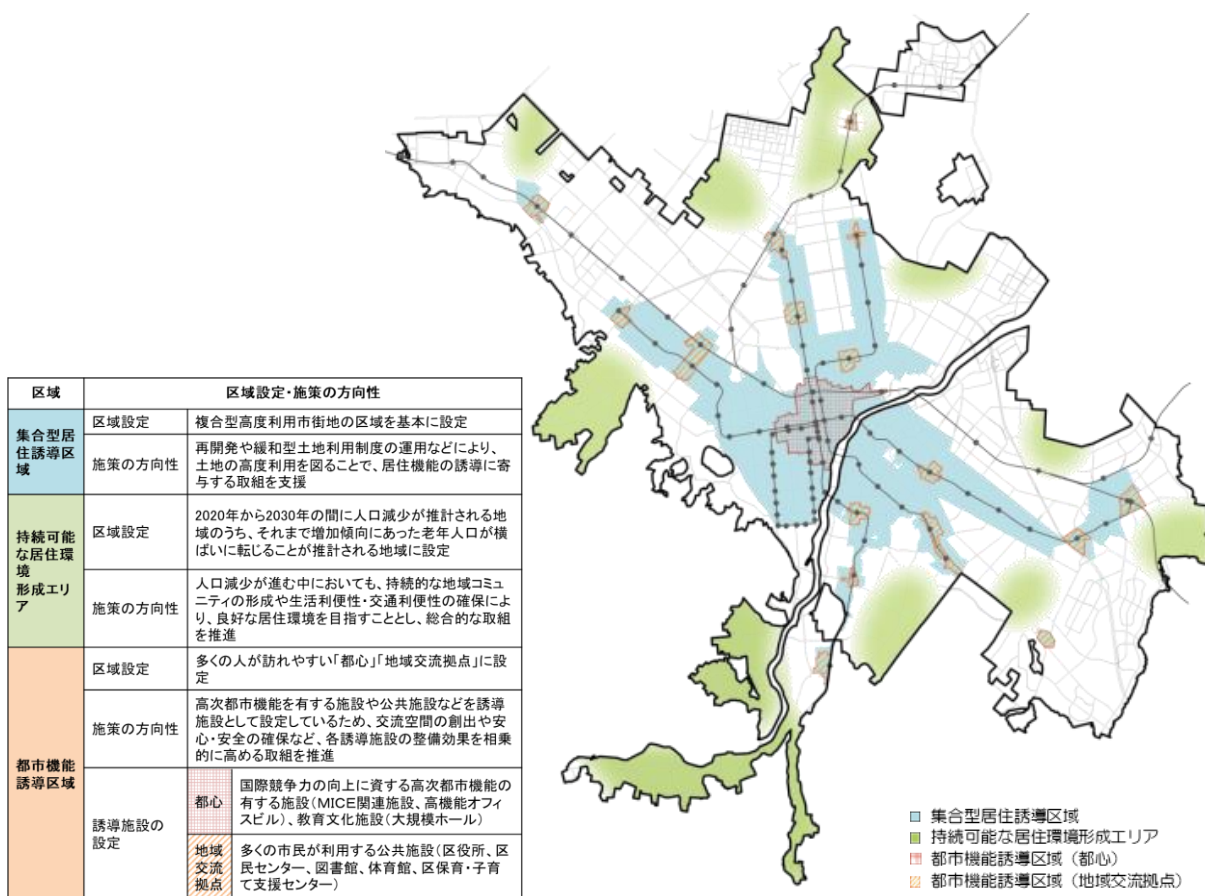 区域
区域設定・施策の方向性
集合型居
住誘導区
域
区域設定
複合型高度利用市街地の区域を基本に設定
施策の方向性
再開発や緩和型土地利用制度の運用などにより、
土地の高度利用を図ることで、居住機能の誘導に寄
与する取組を支援
持続可能
な居住環
境
形成エリ
ア
区域設定
2020年から2030年の間に人口減少が推計される地
域のうち、それまで増加傾向にあった老年人口が横
ばいに転じることが推計される地域に設定
施策の方向性
人口減少が進む中においても、持続的な地域コミュ
ニティの形成や生活利便性・交通利便性の確保によ
り、良好な居住環境を目指すこととし、総合的な取組
を推進
都市機能
誘導区域
区域設定
多くの人が訪れやすい「都心」「地域交流拠点」に設
定
施策の方向性
高次都市機能を有する施設や公共施設などを誘導
施設として設定しているため、交流空間の創出や安
心・安全の確保など、各誘導施設の整備効果を相乗
的に高める取組を推進
誘導施設の
設定
都心
国際競争力の向上に資する高次都市機能の
有する施設（MICE関連施設、高機能オフィ
スビル）、教育文化施設（大規模ホール）
地域
交流
拠点
多くの市民が利用する公共施設（区役所、区
民センター、図書館、体育館、区保育・子育
て支援センター）
集合型居住誘導区域
持続可能な居住環境形成エリア
都市機能誘導区域（都心）
都市機能誘導区域（地域交流拠点）